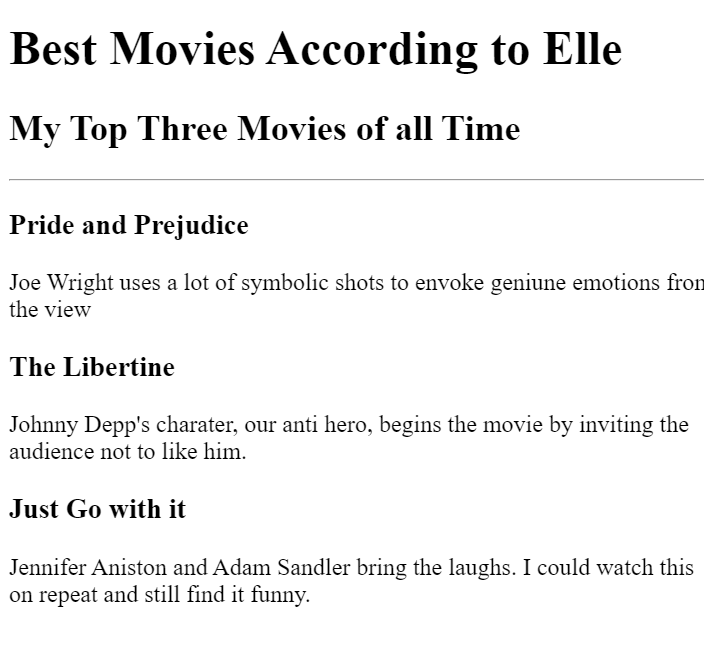 Best Movies According to Elle
My Top Three Movies of all Time
Pride and Prejudice
Joe Wright uses a lot of symbolic shots to envoke geniune emotions from
the view
The Libertine
Johnny Depp's charater, our anti hero, begins the movie by inviting the
audience not to like him.
Just Go with it
Jennifer Aniston and Adam Sandler bring the laughs. I could watch this
on repeat and still find it funny.